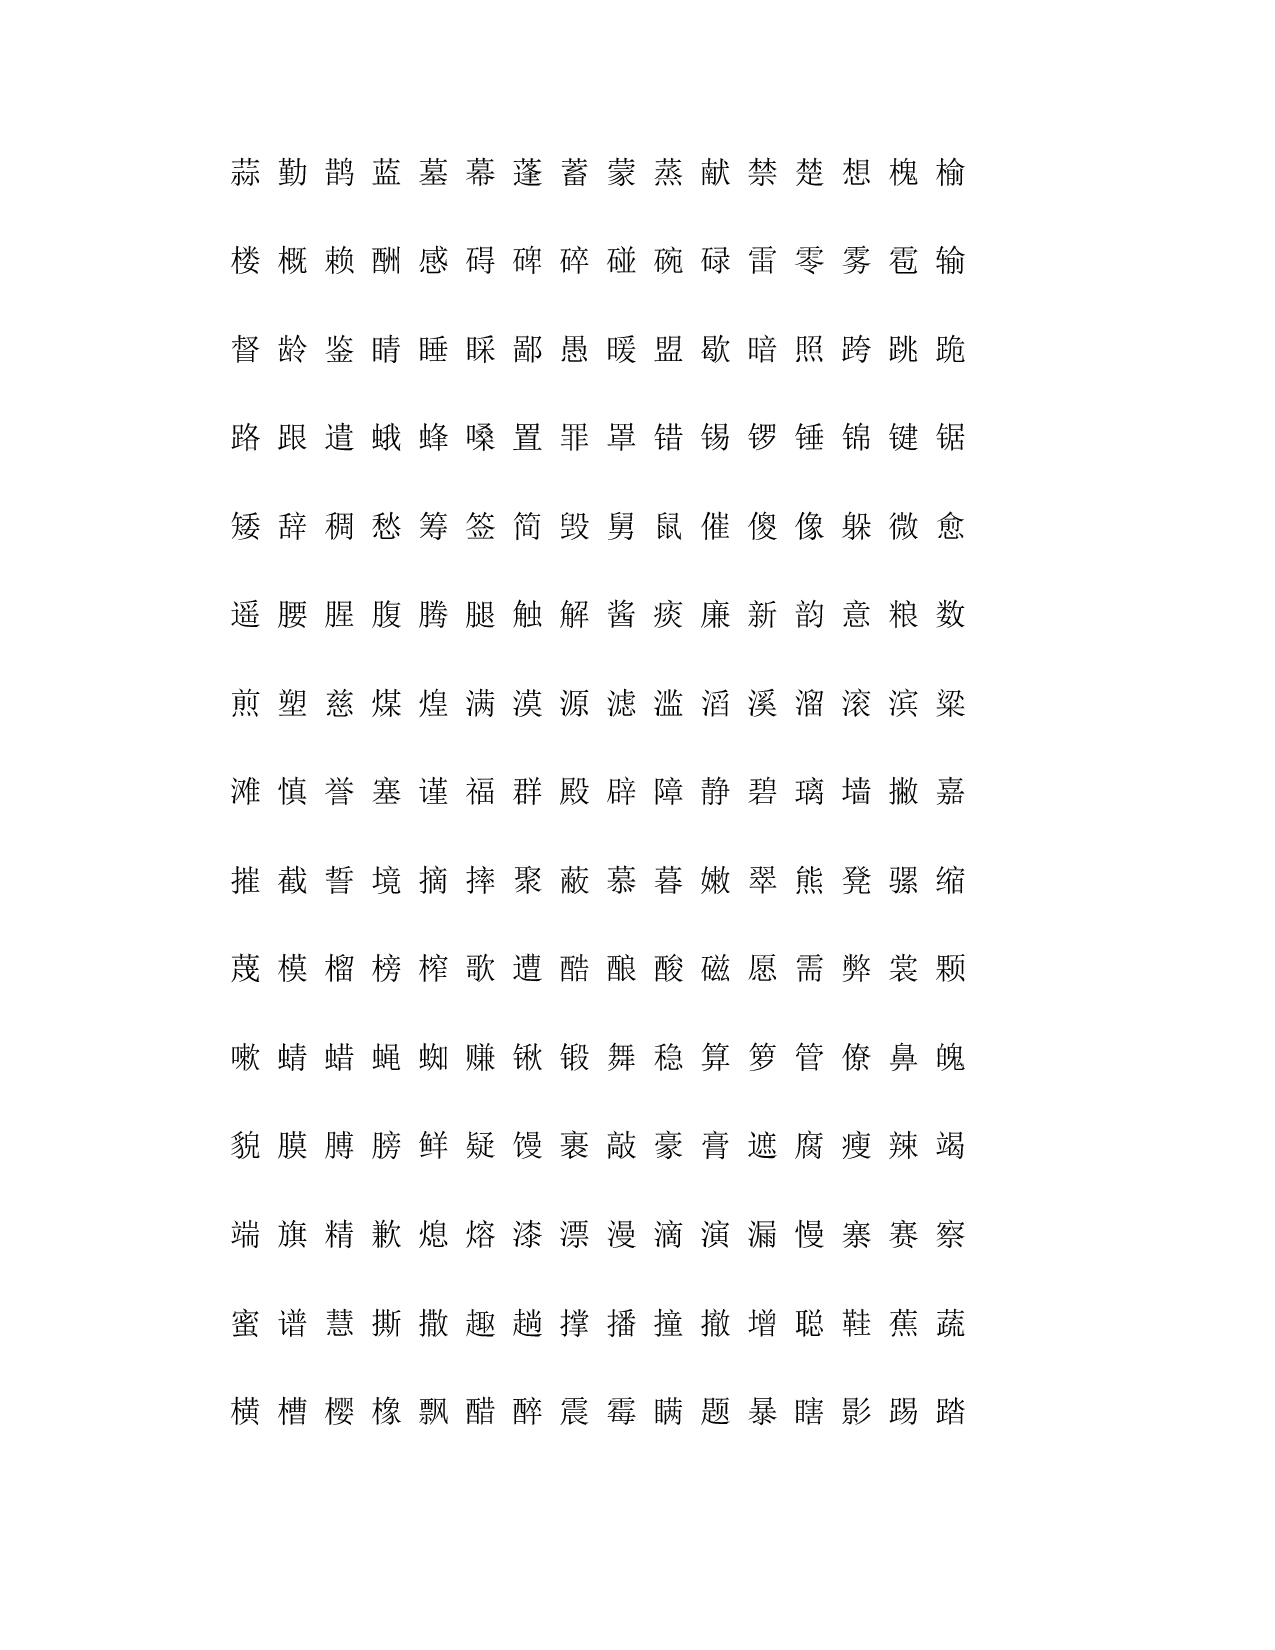 蒜 勤 鹊 蓝 墓 幕 蓬 蓄 蒙 蒸 献 禁 楚 想 槐 榆
楼 概 赖 酬 感 碍 碑 碎 碰 碗 碌 雷 零 雾 雹 输
督 龄 鉴 睛 睡 睬 鄙 愚 暖 盟 歇 暗 照 跨 跳 跪
路 跟 遣 蛾 蜂 嗓 置 罪 罩 错 锡 锣 锤 锦 键 锯
矮 辞 稠 愁 筹 签 简 毁 舅 鼠 催 傻 像 躲 微 愈
遥 腰 腥 腹 腾 腿 触 解 酱 痰 廉 新 韵 意 粮 数
煎 塑 慈 煤 煌 满 漠 源 滤 滥 滔 溪 溜 滚 滨 粱
滩 慎 誉 塞 谨 福 群 殿 辟 障 静 碧 璃 墙 撇 嘉
摧 截 誓 境 摘 摔 聚 蔽 慕 暮 嫩 翠 熊 凳 骡 缩
蔑 模 榴 榜 榨 歌 遭 酷 酿 酸 磁 愿 需 弊 裳 颗
嗽 蜻 蜡 蝇 蜘 赚 锹 锻 舞 稳 算 箩 管 僚 鼻 魄
貌 膜 膊 膀 鲜 疑 馒 裹 敲 豪 膏 遮 腐 瘦 辣 竭
端 旗 精 歉 熄 熔 漆 漂 漫 滴 演 漏 慢 寨 赛 察
蜜 谱 慧 撕 撒 趣 趟 撑 播 撞 撤 增 聪 鞋 蕉 蔬
横 槽 樱 橡 飘 醋 醉 震 霉 瞒 题 暴 瞎 影 踢 踏